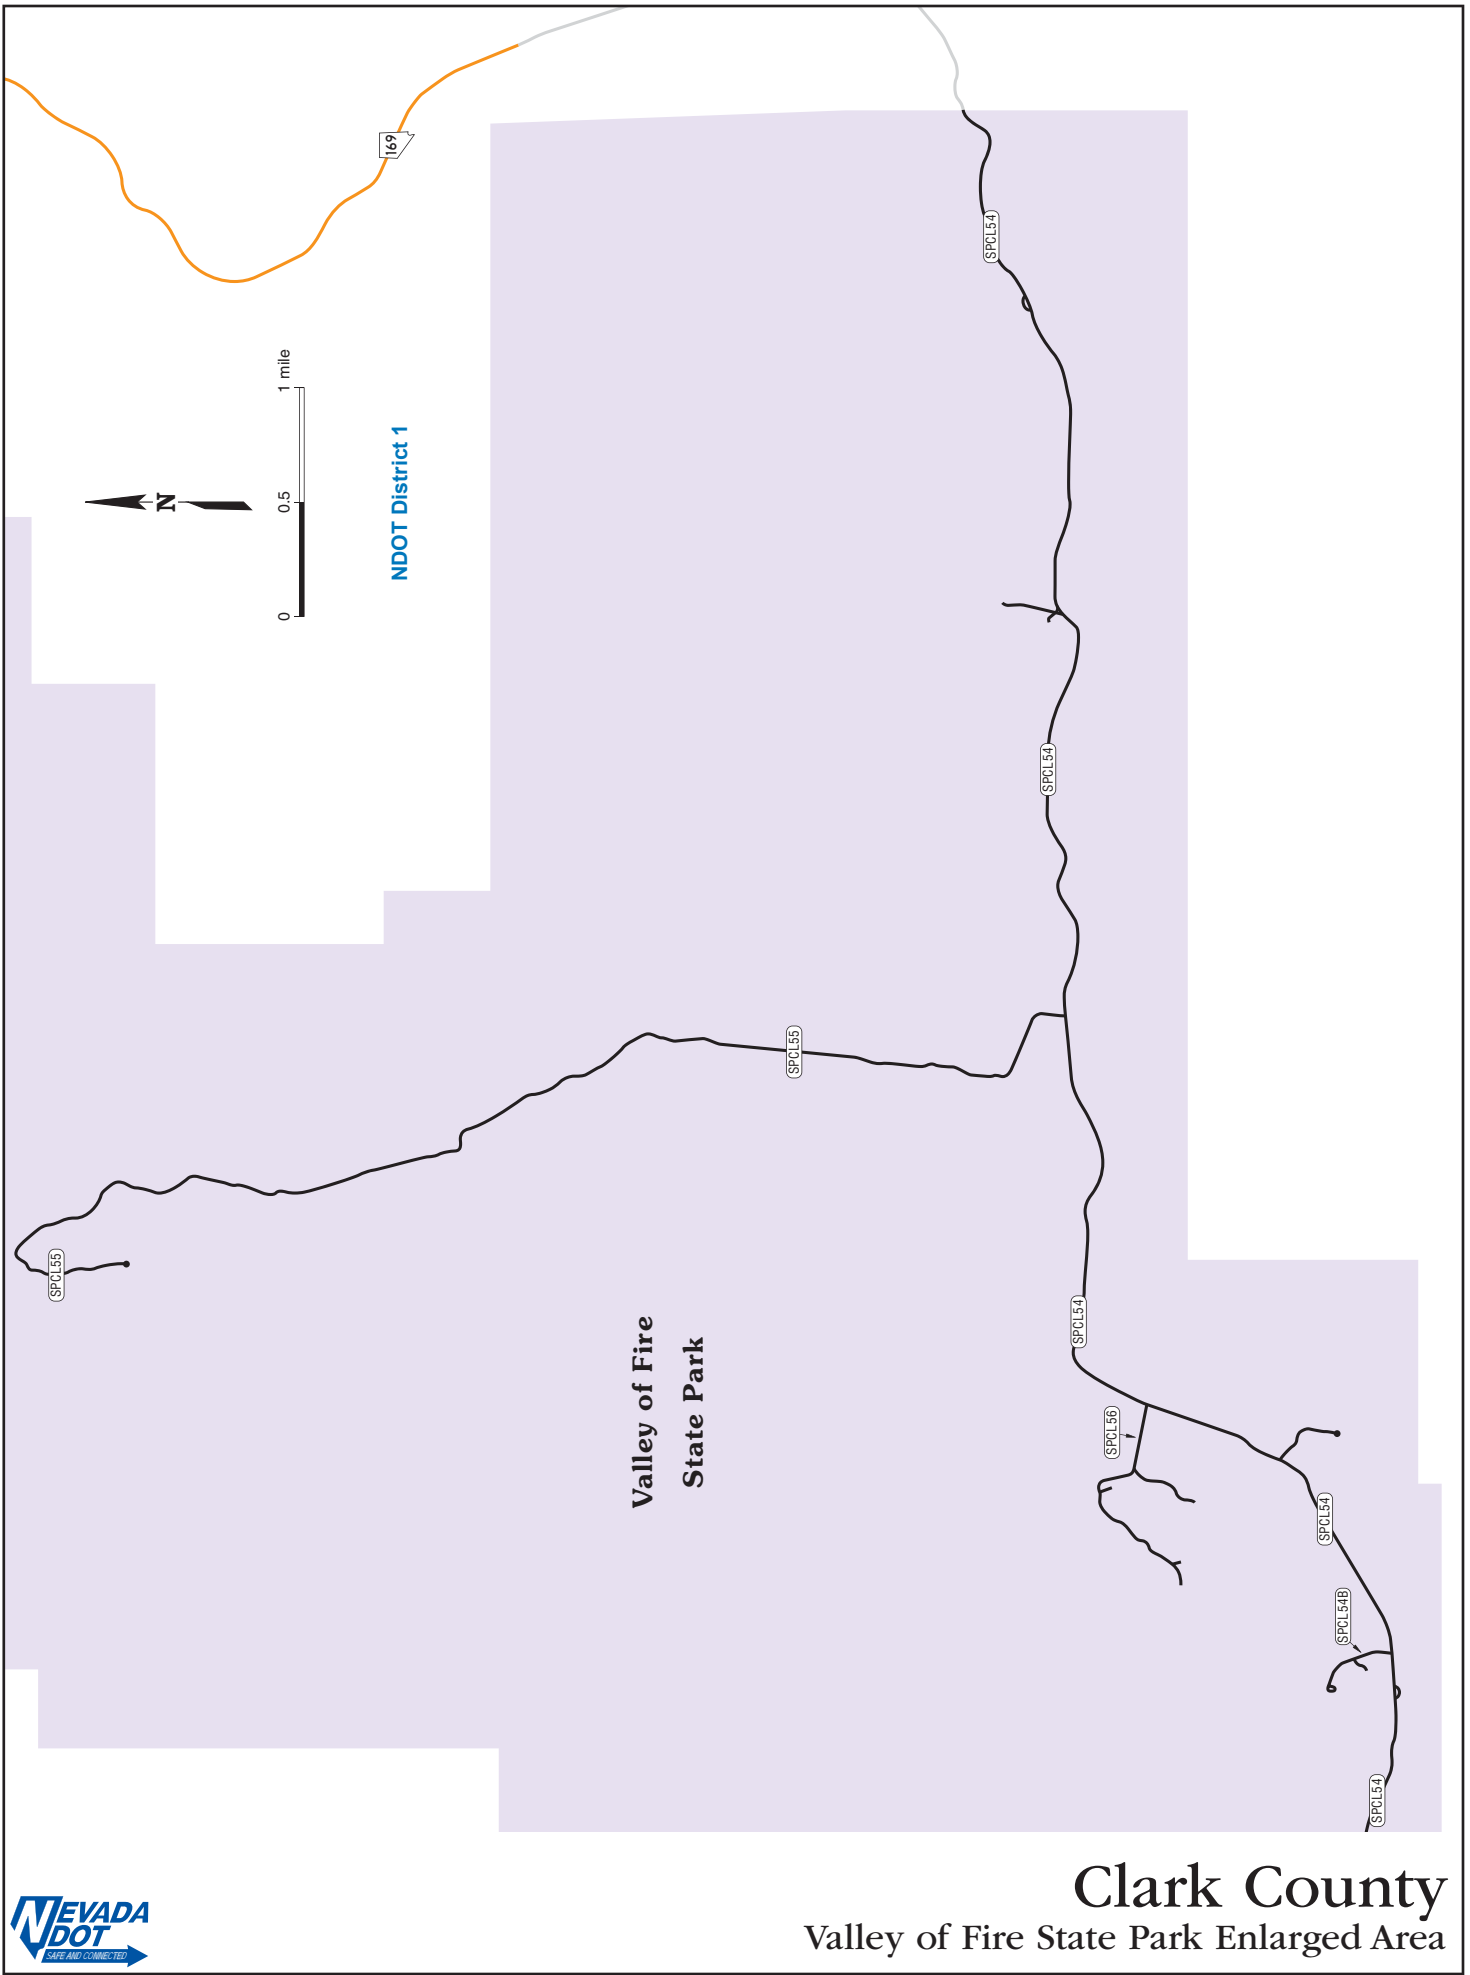 169
SPCL54
1 mile
0.5
0
N
NDOT District 1
SPCL54
SPCL55
SPCL55
SPCL54
Valley of Fire
State Park
SPCL56
SPCL54
SPCL54B
SPCL54
NEVADA
DOT
SAFE AND CONNECTED
Clark County
Valley of Fire State Park Enlarged Area